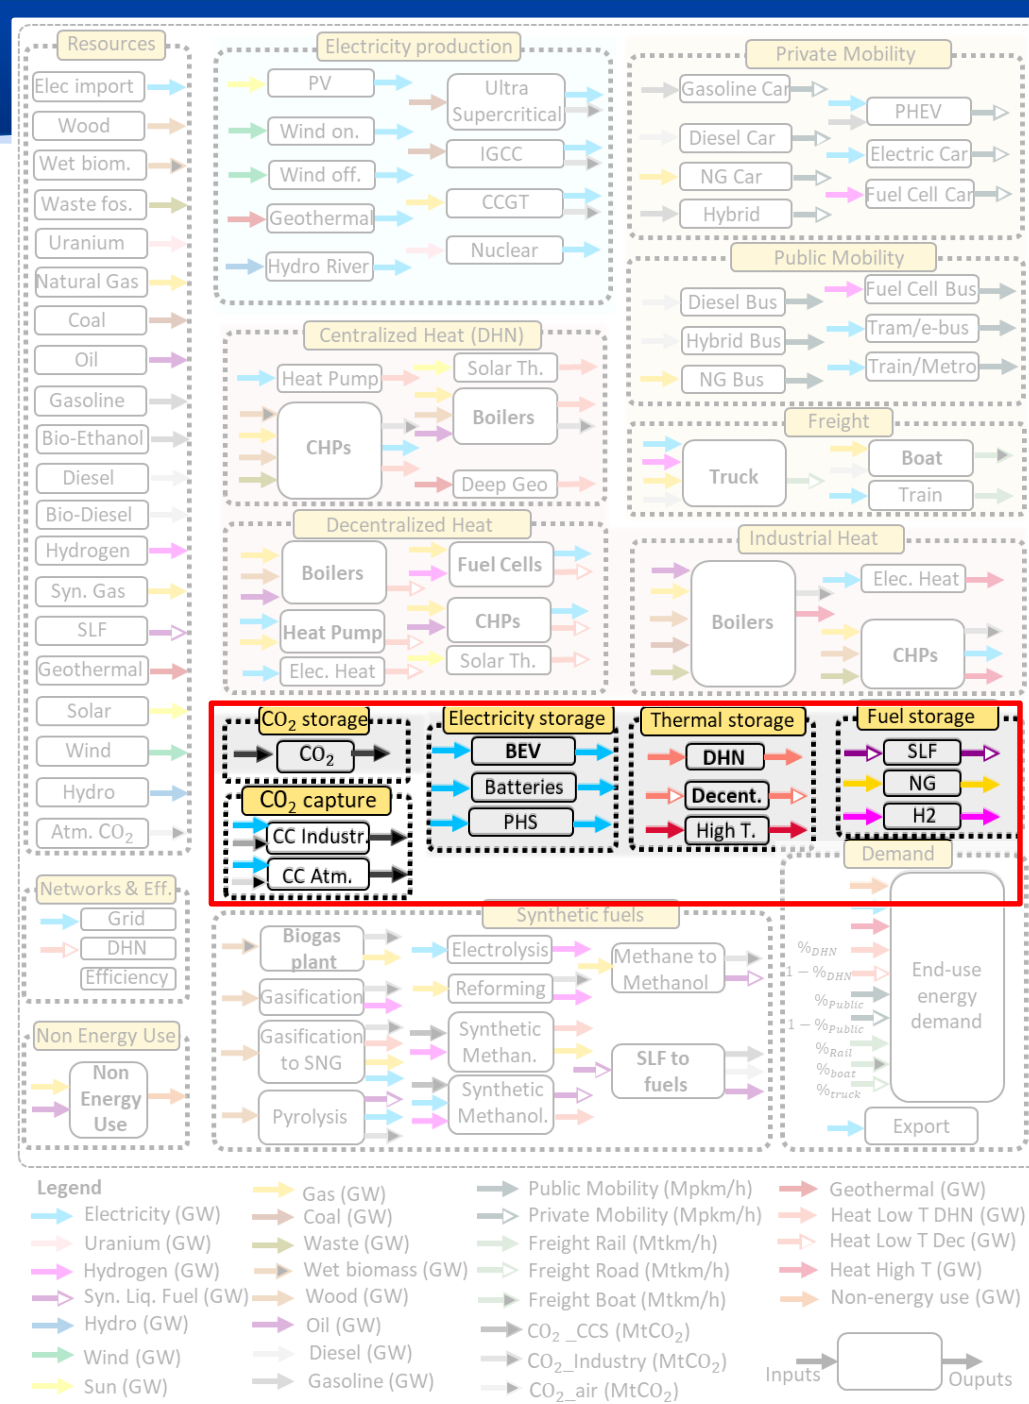 Resources
Elec import
Wood
Wet biom.
Waste fos.
Uranium
Natural Gas
Coal
Oil
Gasoline
Bio-Ethanol
Diesel
Bio-Diesel
Hydrogen
Syn. Gas
SLF
Geothermal
Solar
Wind
Hydro
Atm. CO₂
Networks & Eff.
Grid
DHN
Efficiency
Non Energy Use
Non
Energy
Use
Electricity production
PV
Wind on.
Wind off.
Geothermal
Hydro River
Ultra
Supercritical
IGCC
CCGT
Nuclear
Centralized Heat (DHN)
Heat Pump
CHPs
Solar Th.
Boilers
Deep Geo
Decentralized Heat
Boilers
Heat Pump
Elec. Heat
Fuel Cells
CHPs
Solar Th.
Private Mobility
Gasoline Car
Diesel Car
NG Car
Hybrid
PHEV
Electric Car
Fuel Cell Car
Public Mobility
Diesel Bus
Hybrid Bus
NG Bus
Fuel Cell Bus
Tram/e-bus
Train/Metro
Freight
Truck
Boat
Train
Industrial Heat
Boilers
Elec. Heat
CHPs
CO₂ storage
CO₂
CO₂ capture
CC Industr.
CC Atm.
Electricity storage
BEV
Batteries
PHS
Thermal storage
DHN
Decent.
High T.
Fuel storage
SLF
NG
H2
Synthetic fuels
Biogas
plant
Gasification
Gasification
to SNG
Pyrolysis
Electrolysis
Reforming
Synthetic
Methan.
Synthetic
Methanol.
Methane to
Methanol
SLF to
fuels
Demand
%DHN
1 − %DHN
%Public
1 − %Public
%Rail
%boat
%truck
End-use
energy
demand
Export
Legend
Electricity (GW)
Uranium (GW)
Hydrogen (GW)
Syn. Liq. Fuel (GW)
Hydro (GW)
Wind (GW)
Sun (GW)
Gas (GW)
Coal (GW)
Waste (GW)
Wet biomass (GW)
Wood (GW)
Oil (GW)
Diesel (GW)
Gasoline (GW)
Public Mobility (Mpkm/h)
Private Mobility (Mpkm/h)
Freight Rail (Mtkm/h)
Freight Road (Mtkm/h)
Freight Boat (Mtkm/h)
CO₂ _CCS (MtCO₂)
CO₂_Industry (MtCO₂)
CO₂_air (MtCO₂)
Geothermal (GW)
Heat Low T DHN (GW)
Heat Low T Dec (GW)
Heat High T (GW)
Non-energy use (GW)
Inputs
Ouputs